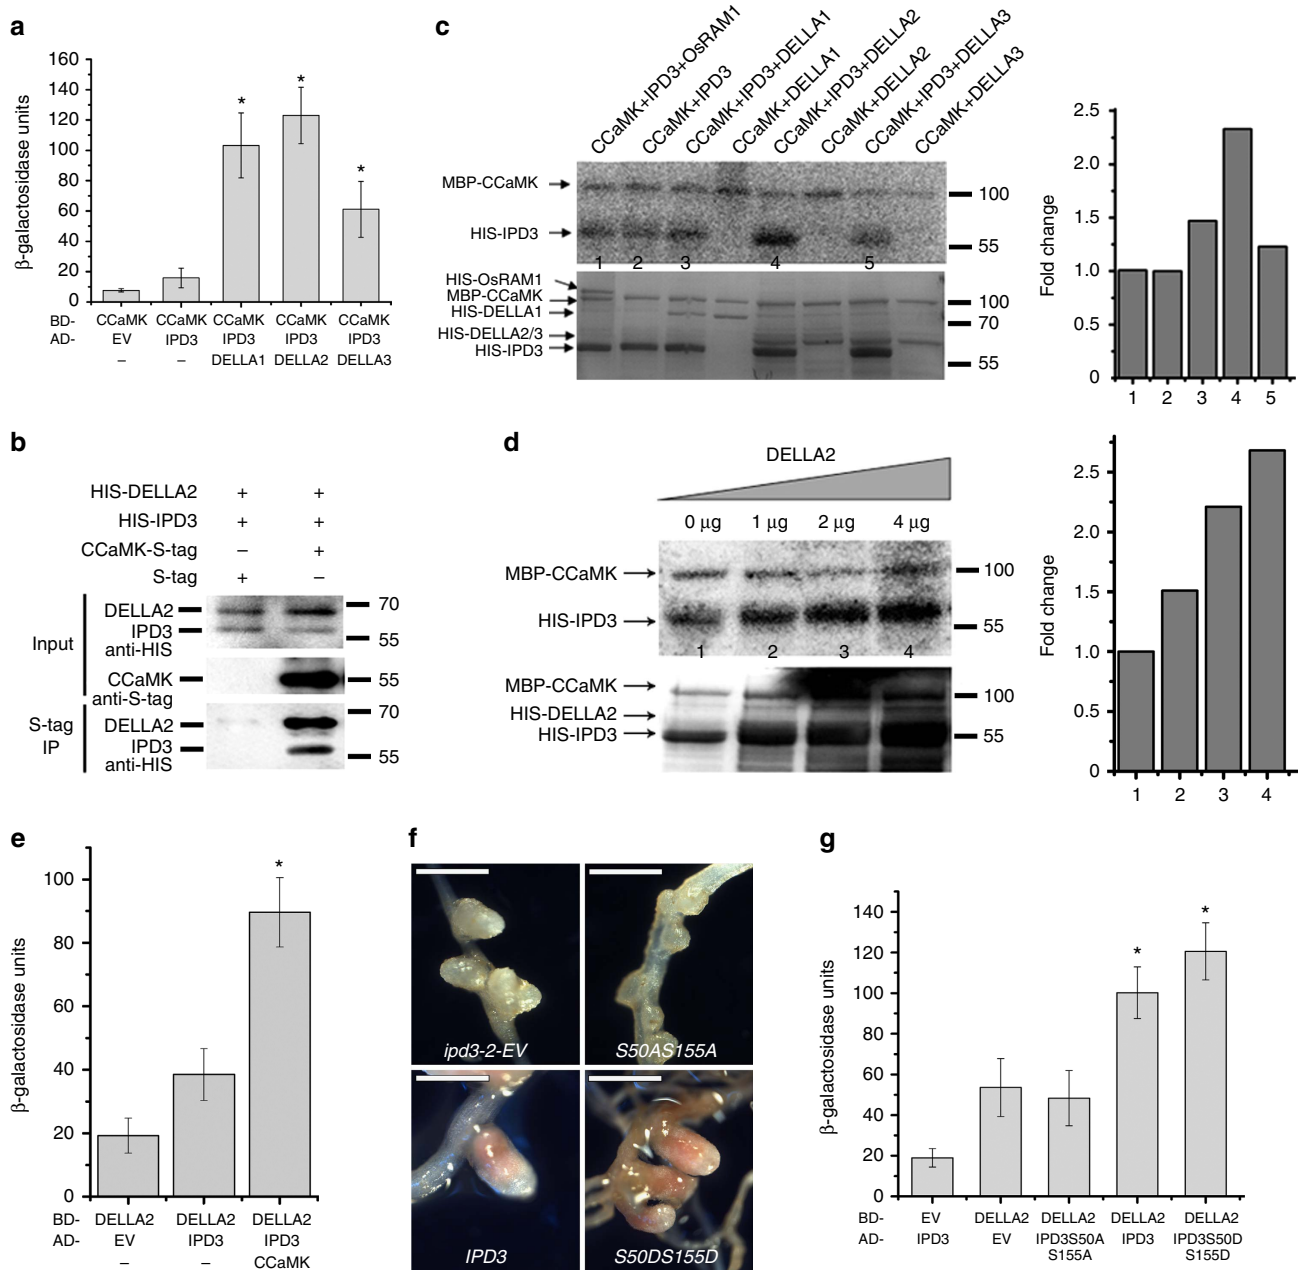 a
β-galactosidase units
160
140
120
100
80
60
40
20
0
*
*
*
BD- CCaMK CCaMK CCaMK CCaMK CCaMK
AD- EV IPD3 IPD3 IPD3 IPD3
– – DELLA1 DELLA2 DELLA3
c
CCaMK+IPD3+OsRAM1
CCaMK+IPD3
CCaMK+IPD3+DELLA1
CCaMK+DELLA1
CCaMK+IPD3+DELLA2
CCaMK+DELLA2
CCaMK+IPD3+DELLA3
CCaMK+DELLA3
MBP-CCaMK
100
HIS-IPD3
55
1 2 3 4 5
HIS-OsRAM1
MBP-CCaMK
100
HIS-DELLA1
70
HIS-DELLA2/3
HIS-IPD3
55
Fold change
2.5
2.0
1.5
1.0
0.5
0
1 2 3 4 5
b
HIS-DELLA2 + +
HIS-IPD3 + +
CCaMK-S-tag – +
S-tag + –
Input
DELLA2
70
IPD3
55
anti-HIS
CCaMK
55
anti-S-tag
S-tag
IP
DELLA2
70
IPD3
55
anti-HIS
d
DELLA2
0 μg 1 μg 2 μg 4 μg
MBP-CCaMK
100
HIS-IPD3
55
1 2 3 4
MBP-CCaMK
100
HIS-DELLA2
HIS-IPD3
55
Fold change
2.5
2.0
1.5
1.0
0.5
0
1 2 3 4
e
β-galactosidase units
100
80
60
40
20
0
*
BD- DELLA2 DELLA2 DELLA2
AD- EV IPD3 IPD3
– – CCaMK
f
ipd3-2-EV
S50AS155A
IPD3
S50DS155D
g
β-galactosidase units
140
120
100
80
60
40
20
0
*
*
BD- EV DELLA2 DELLA2 DELLA2 DELLA2
AD- IPD3 EV IPD3S50A IPD3 IPD3S50D
S155A S155D